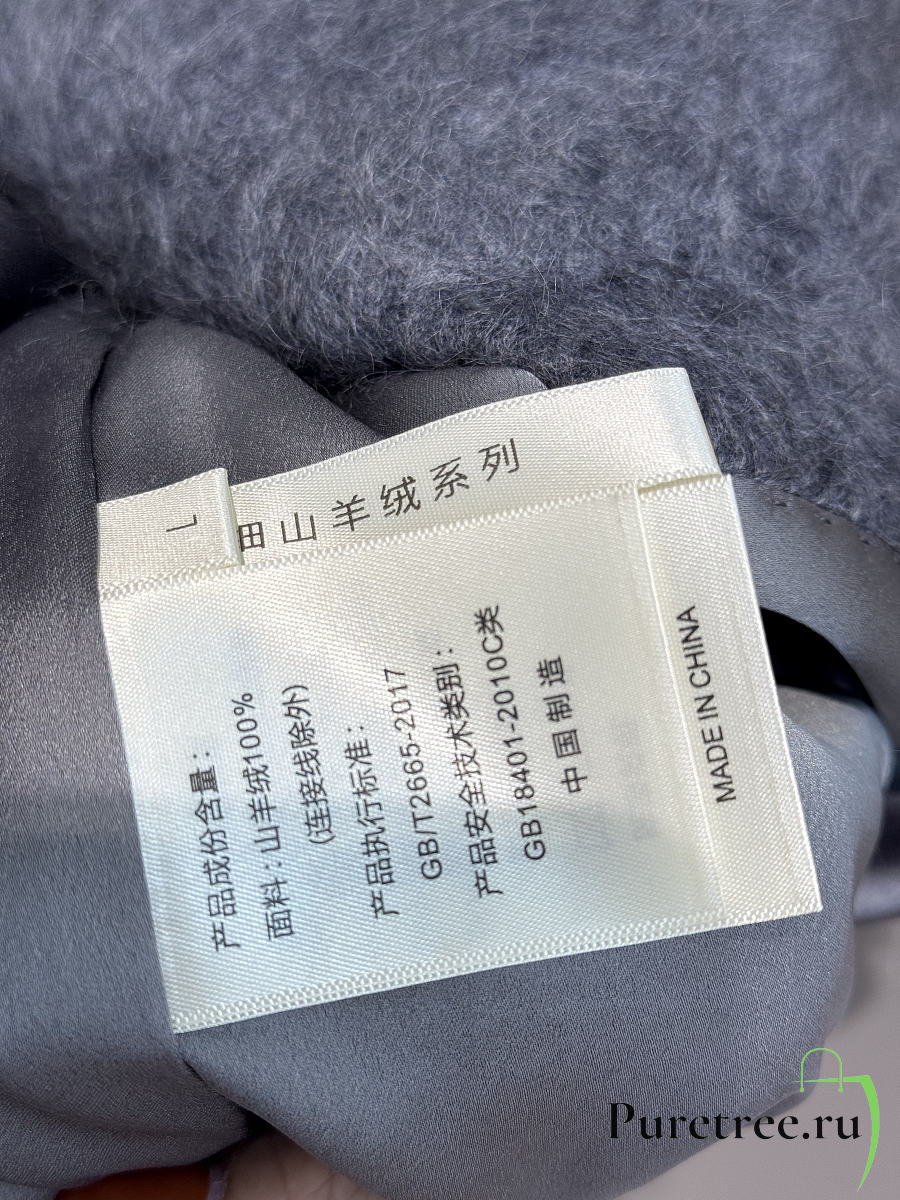 L
山羊绒系列
产品成份含量：
面料：山羊绒100%
(连接线除外)
产品执行标准：
GB/T2665-2017
产品安全技术类别：
GB18401-2010C类
中国制造
MADE IN CHINA
Puretree.ru